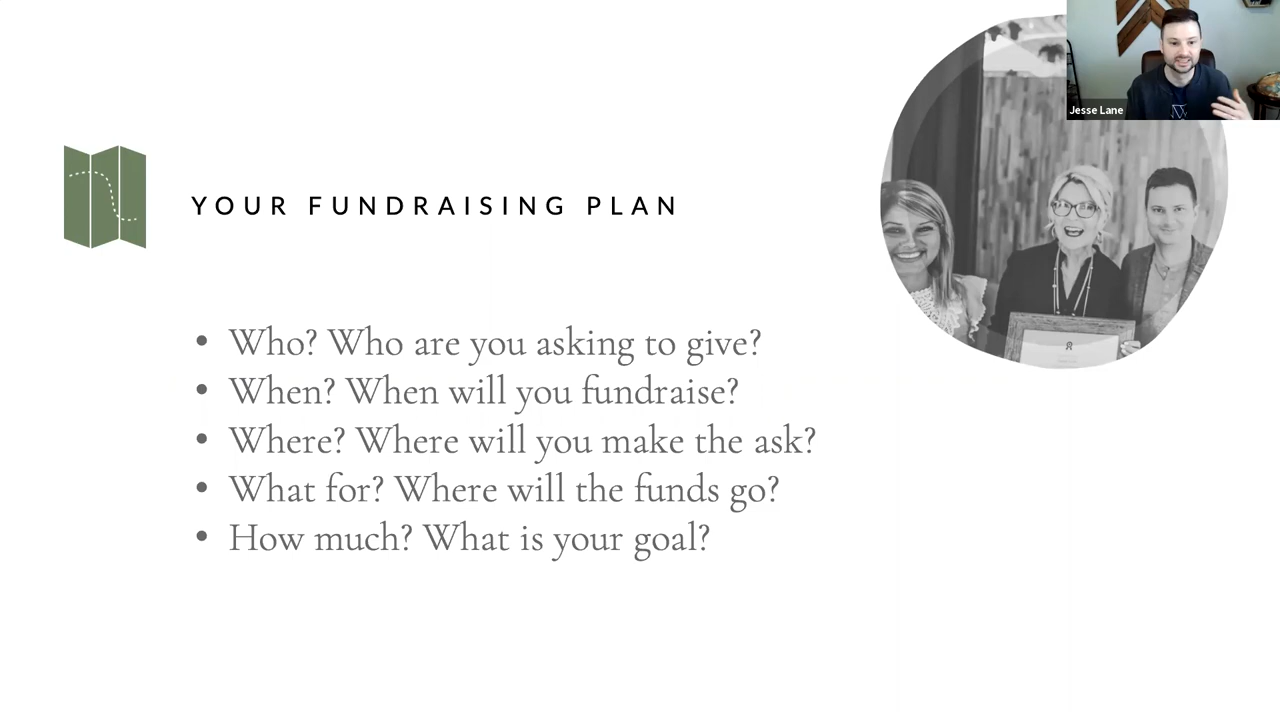 Jesse Lane
YOUR FUNDRAISING PLAN
• Who? Who are you asking to give?
• When? When will you fundraise?
• Where? Where will you make the ask?
• What for? Where will the funds go?
• How much? What is your goal?